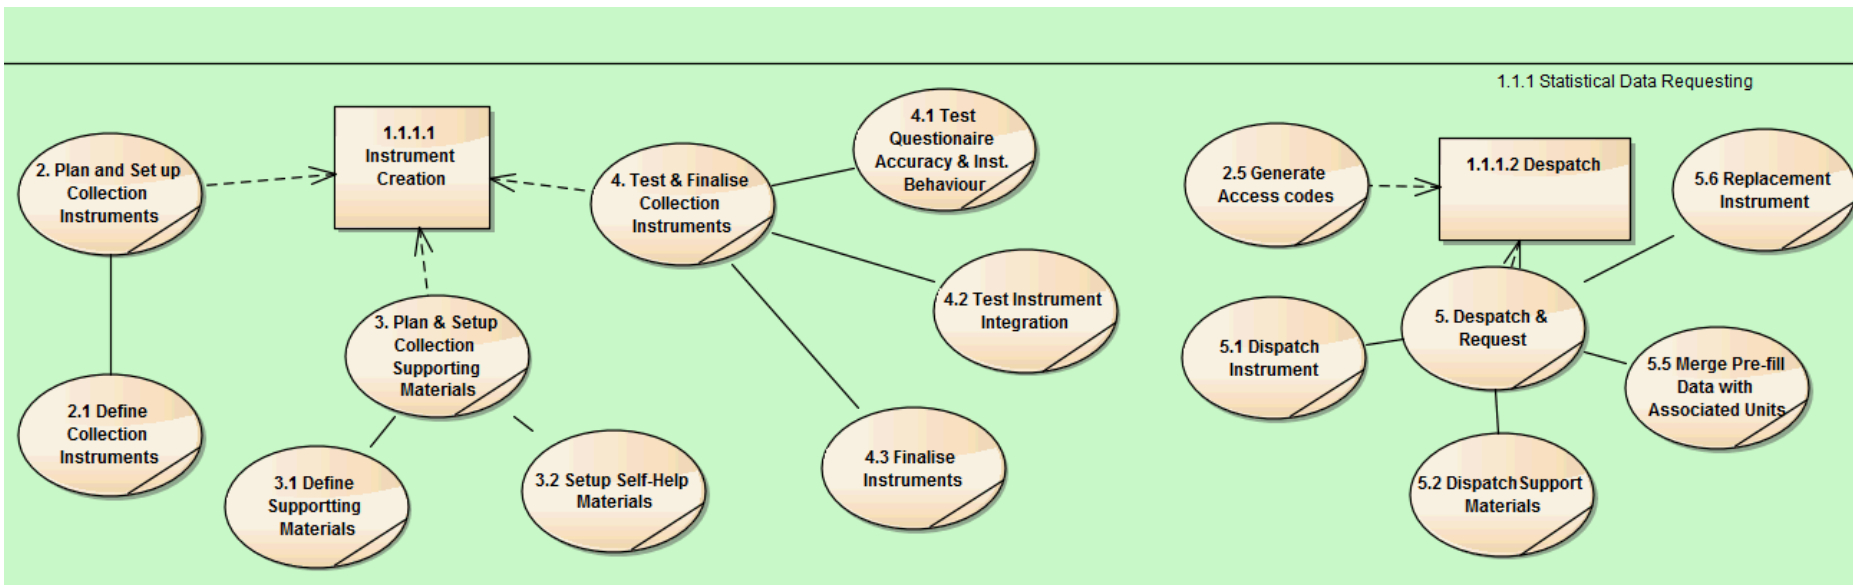 1.1.1 Statistical Data Requesting
2. Plan and Set up
Collection
Instruments
1.1.1.1
Instrument
Creation
4. Test & Finalise
Collection
Instruments
4.1 Test
Questionaire
Accuracy & Inst.
Behaviour
4.2 Test Instrument
Integration
3. Plan & Setup
Collection
Supporting
Materials
2.1 Define
Collection
Instruments
3.1 Define
Supportting
Materials
3.2 Setup Self-Help
Materials
4.3 Finalise
Instruments
2.5 Generate
Access codes
1.1.1.2 Despatch
5.6 Replacement
Instrument
5. Despatch &
Request
5.1 Dispatch
Instrument
5.5 Merge Pre-fill
Data with
Associated Units
5.2 Dispatch Support
Materials